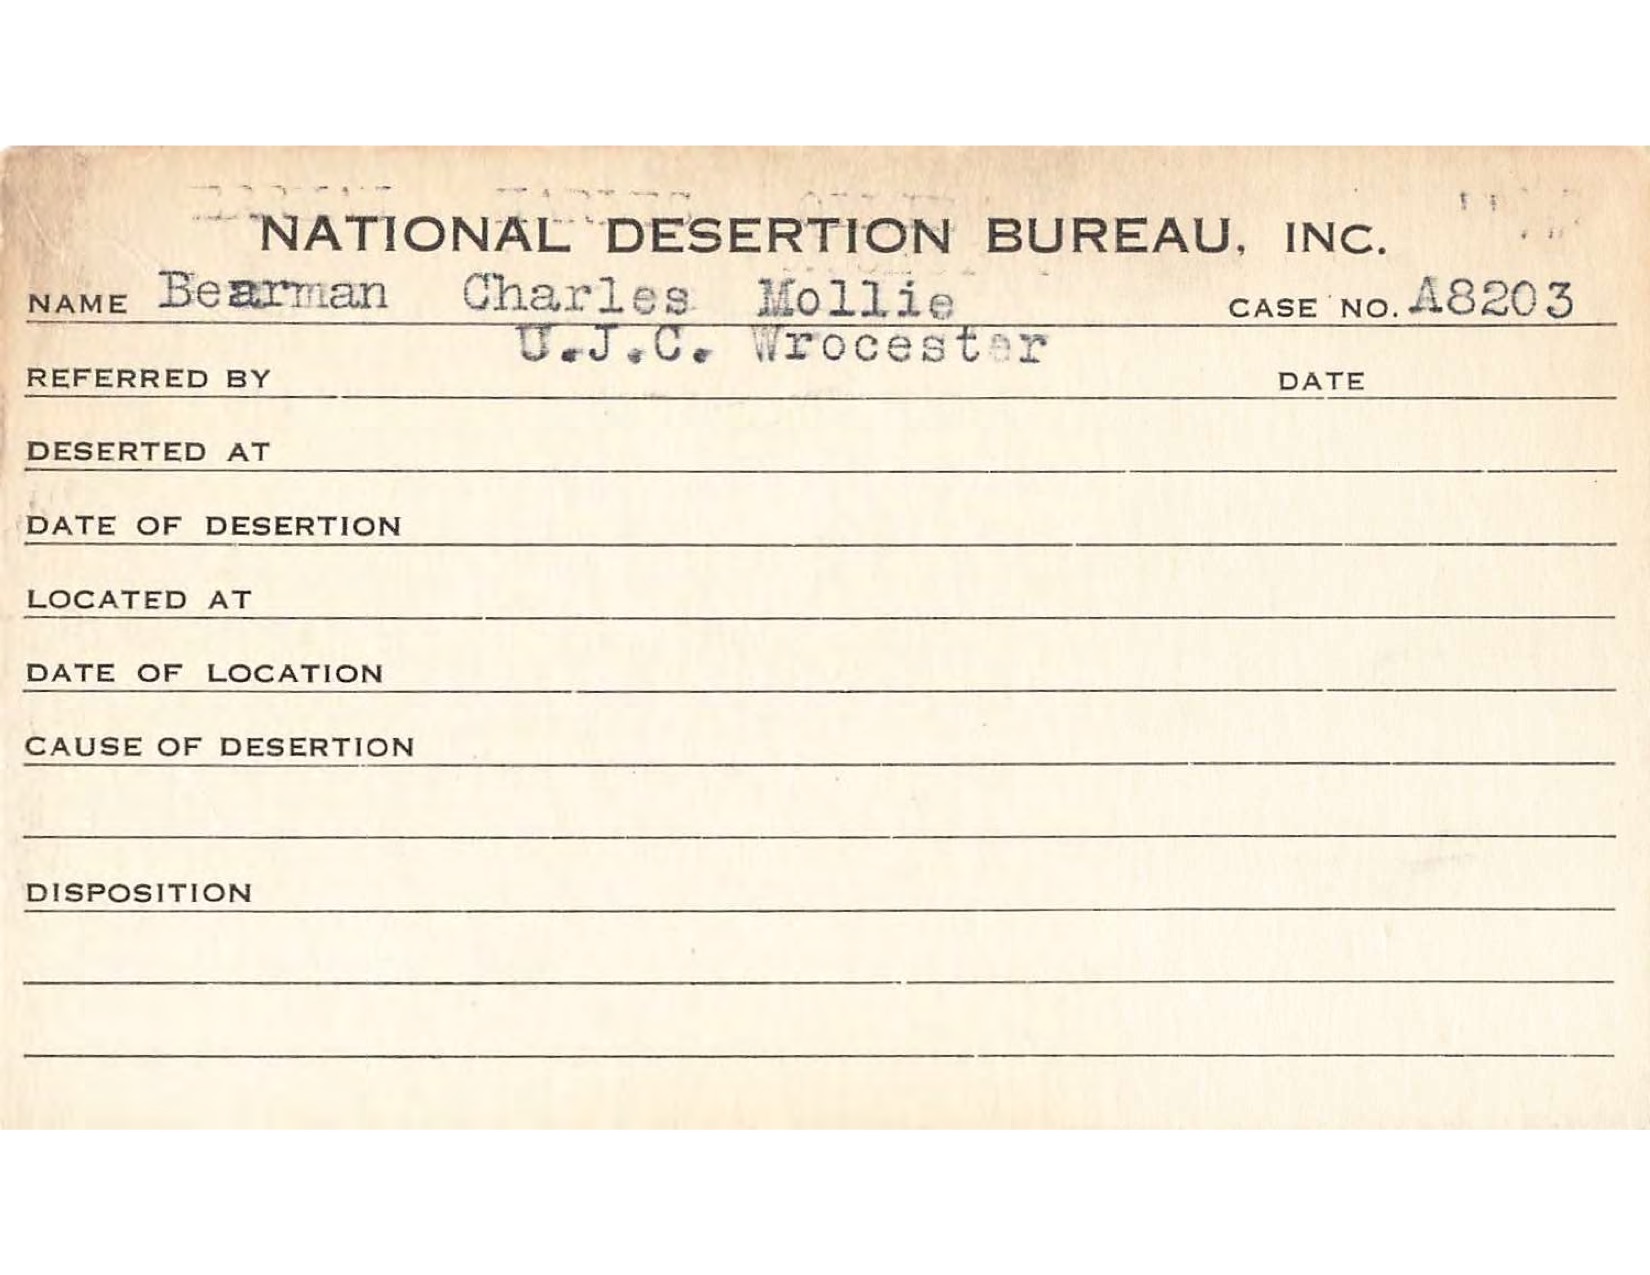 NATIONAL DESERTION BUREAU, INC.
NAME Bearman Charles Mollie CASE NO. A8203
U.J.C. Wrocester
REFERRED BY DATE
DESERTED AT
DATE OF DESERTION
LOCATED AT
DATE OF LOCATION
CAUSE OF DESERTION
DISPOSITION